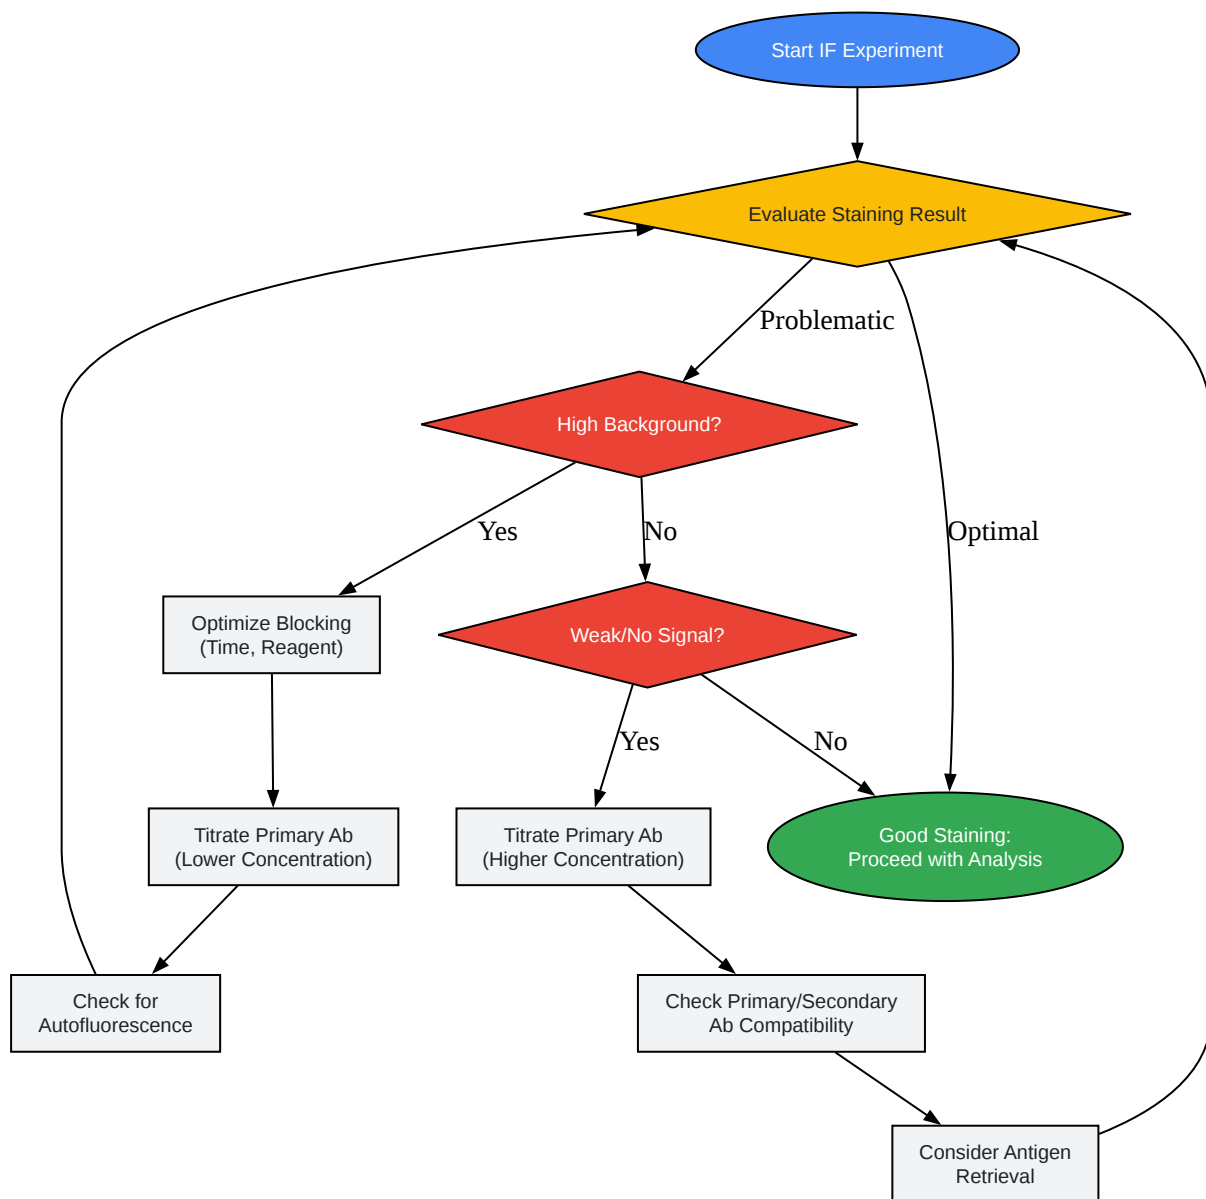 Start IF Experiment
Evaluate Staining Result
Problematic
High Background?
Yes
No
Optimal
Optimize Blocking
(Time, Reagent)
Weak/No Signal?
Yes
No
Titrate Primary Ab
(Lower Concentration)
Titrate Primary Ab
(Higher Concentration)
Good Staining:
Proceed with Analysis
Check for
Autofluorescence
Check Primary/Secondary
Ab Compatibility
Consider Antigen
Retrieval